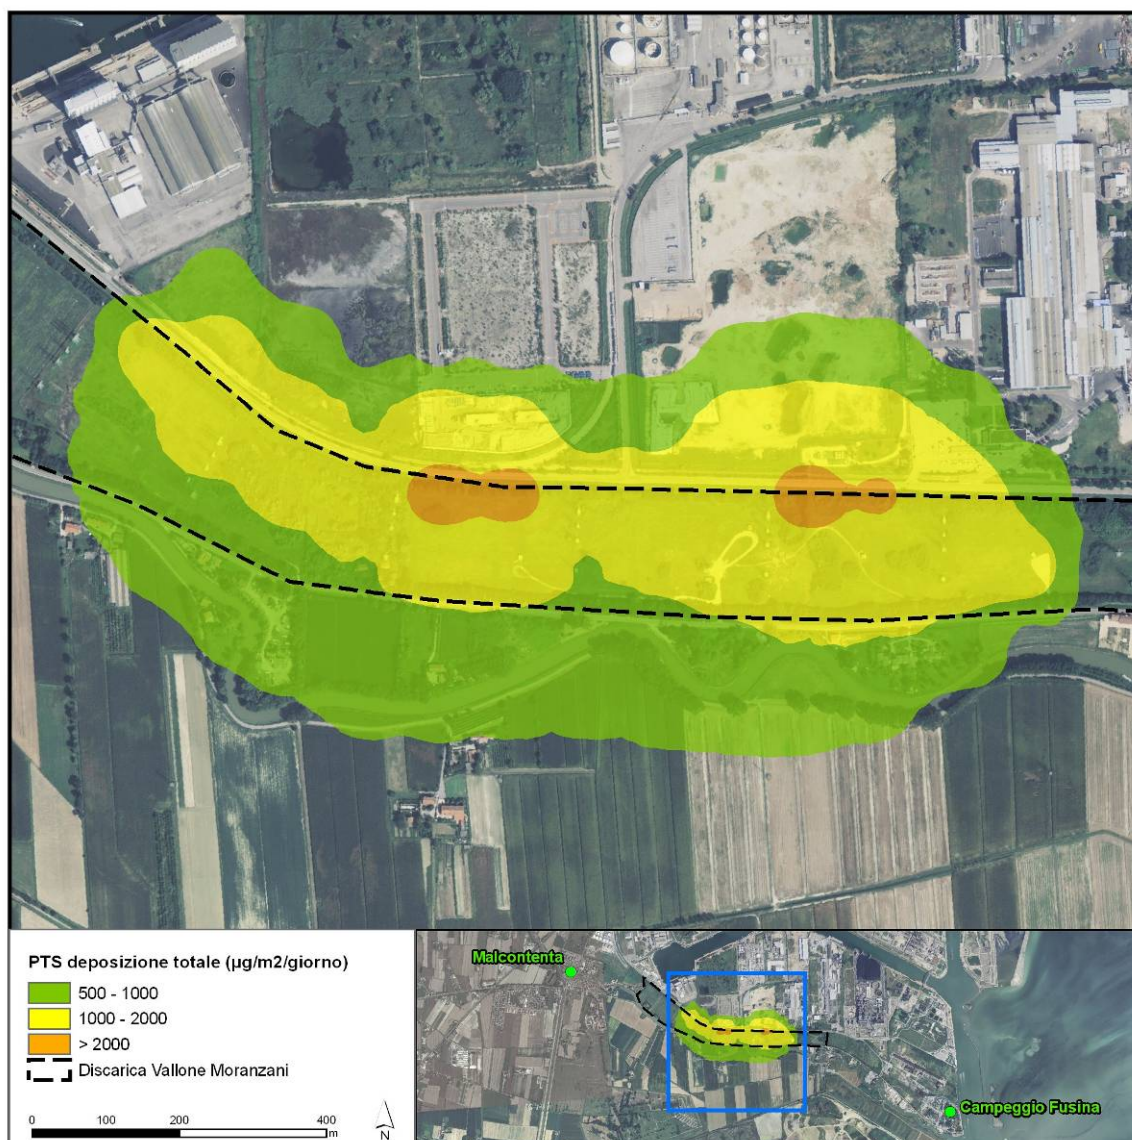 PTS deposizione totale (µg/m2/giorno)
500 - 1000
1000 - 2000
> 2000
Discarica Vallone Moranzani
0 200 400
m
N
Malcontenta
Campeggio Fusina